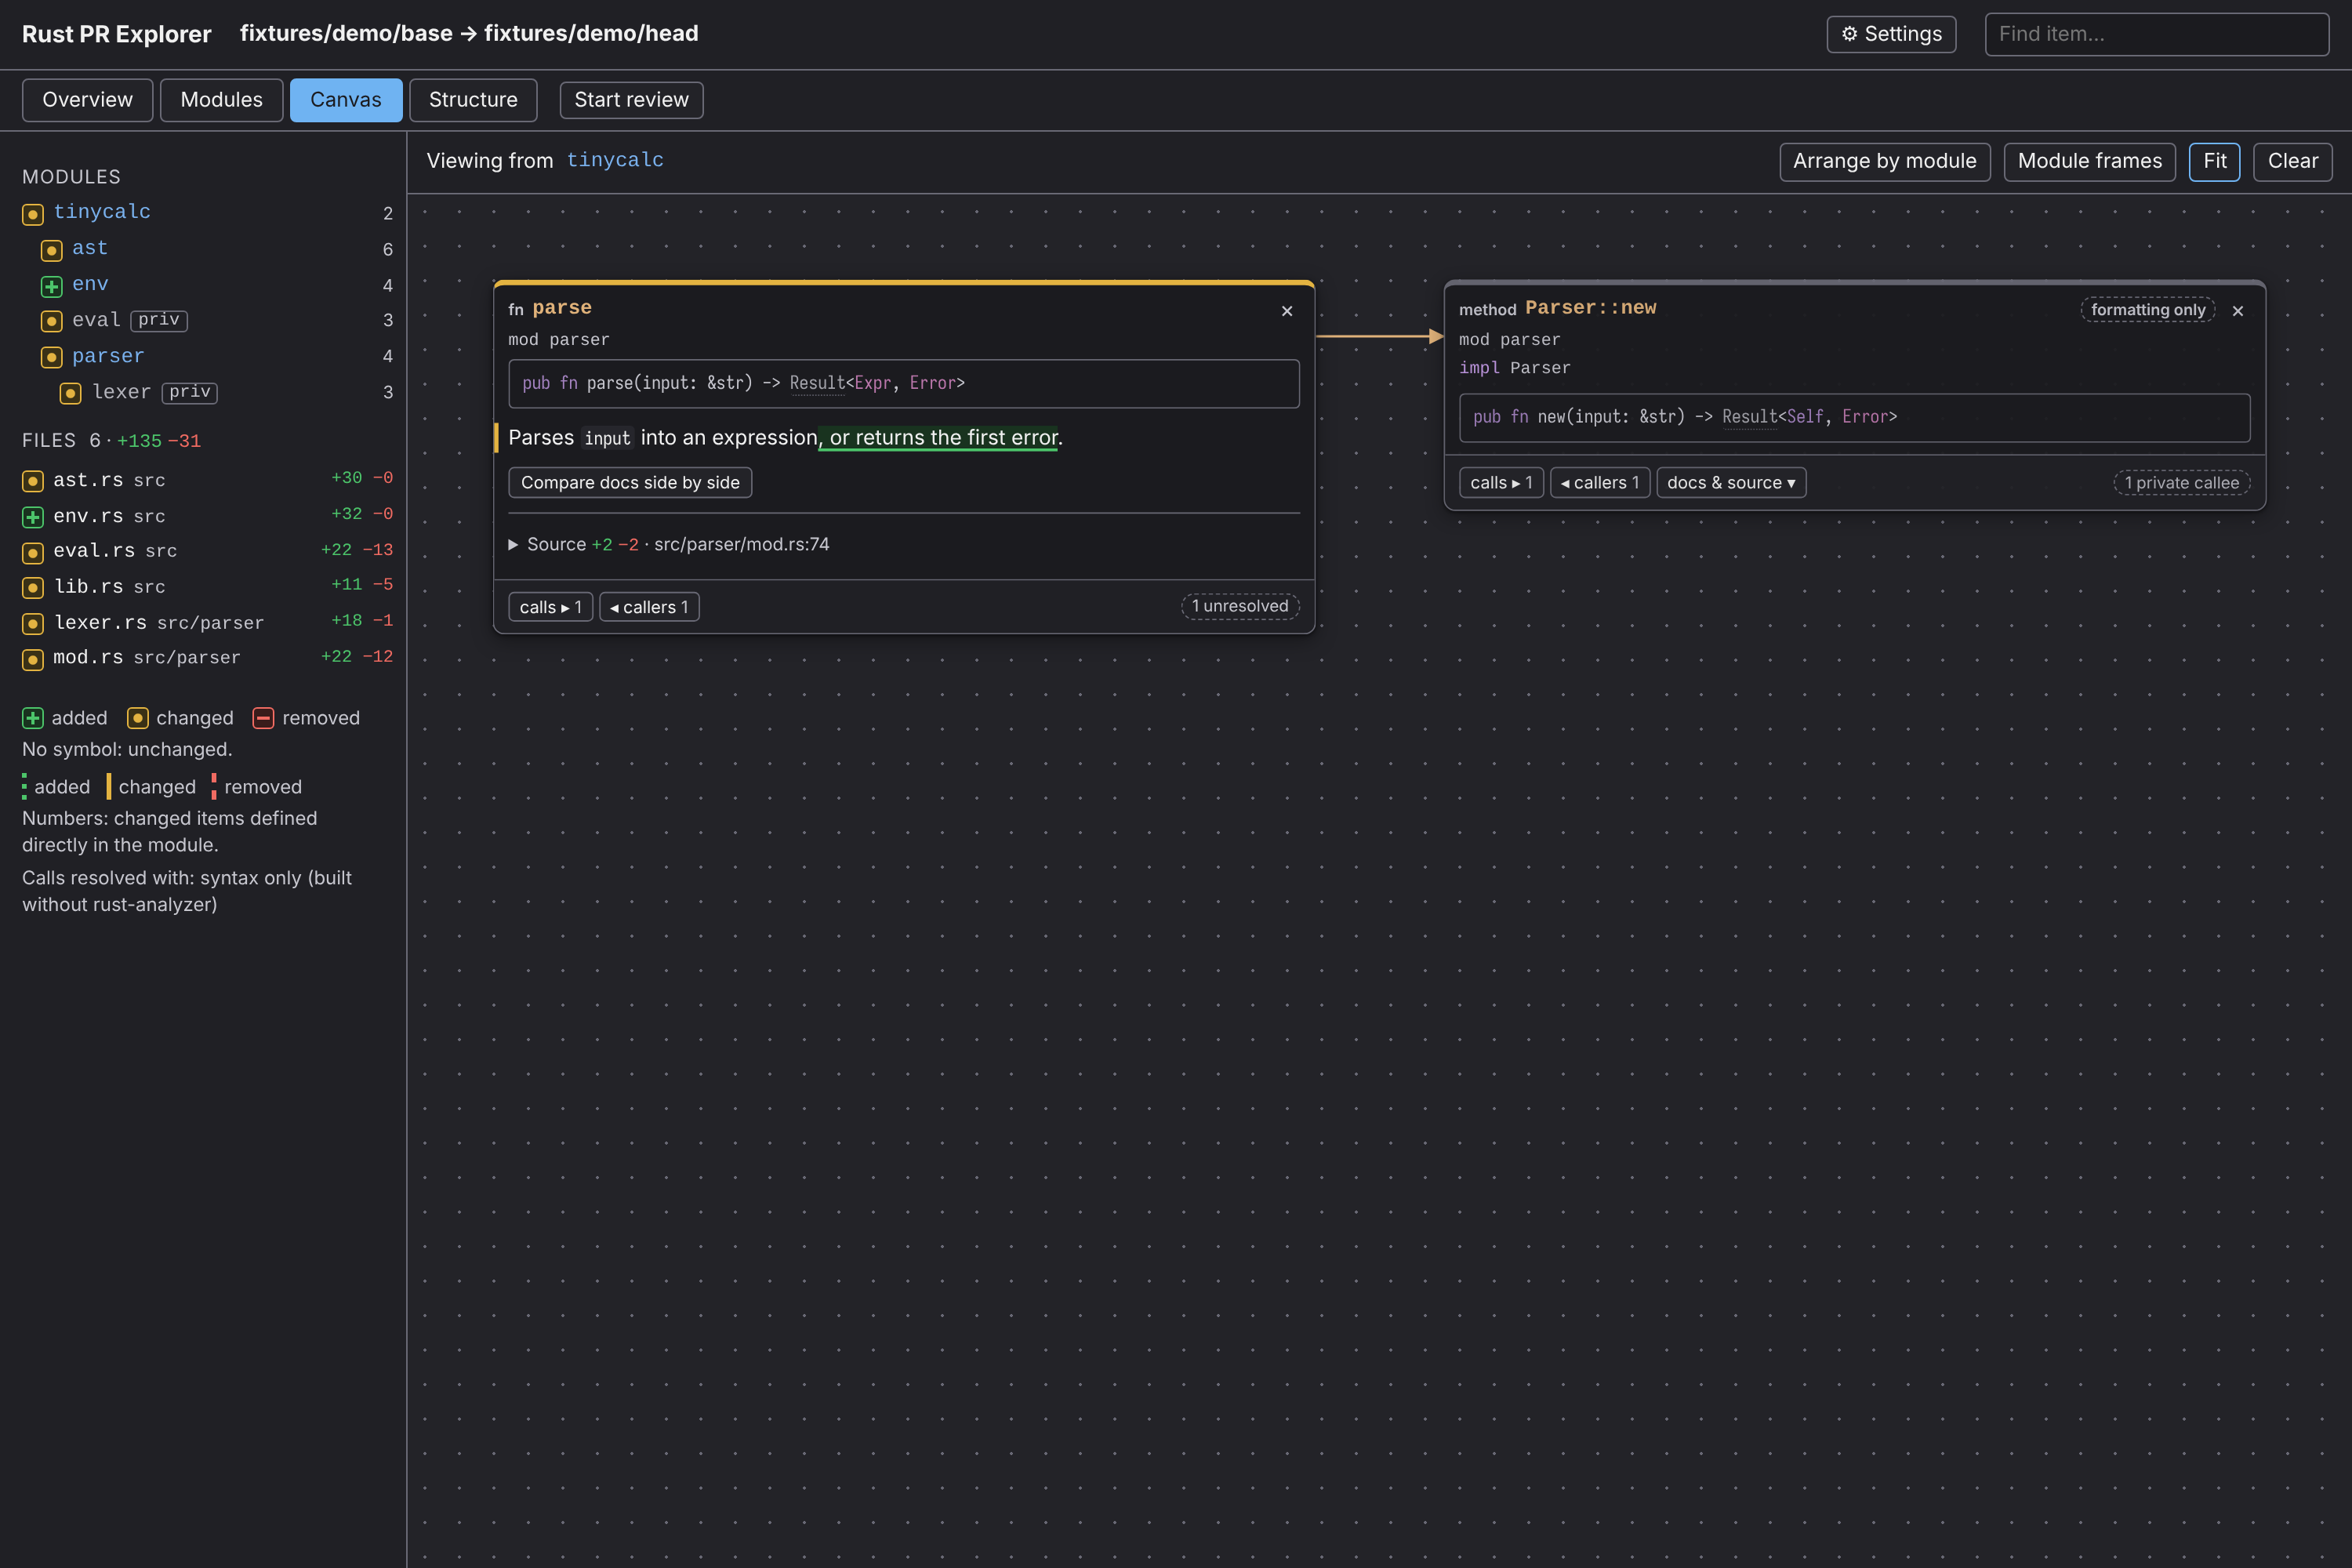 Rust PR Explorer fixtures/demo/base → fixtures/demo/head ⚙ Settings Find item...
Overview Modules Canvas Structure Start review
Viewing from tinycalc Arrange by module Module frames Fit Clear
MODULES
tinycalc 2
ast 6
env 4
eval priv 3
parser 4
lexer priv 3
FILES 6 · +135 −31
ast.rs src +30 −0
env.rs src +32 −0
eval.rs src +22 −13
lib.rs src +11 −5
lexer.rs src/parser +18 −1
mod.rs src/parser +22 −12
added changed removed
No symbol: unchanged.
added changed removed
Numbers: changed items defined
directly in the module.
Calls resolved with: syntax only (built
without rust-analyzer)
fn parse ×
mod parser
pub fn parse(input: &str) -> Result<Expr, Error>
Parses input into an expression, or returns the first error.
Compare docs side by side
▶ Source +2 −2 · src/parser/mod.rs:74
calls ▸ 1 ◂ callers 1 1 unresolved
method Parser::new formatting only ×
mod parser
impl Parser
pub fn new(input: &str) -> Result<Self, Error>
calls ▸ 1 ◂ callers 1 docs & source ▾ 1 private callee